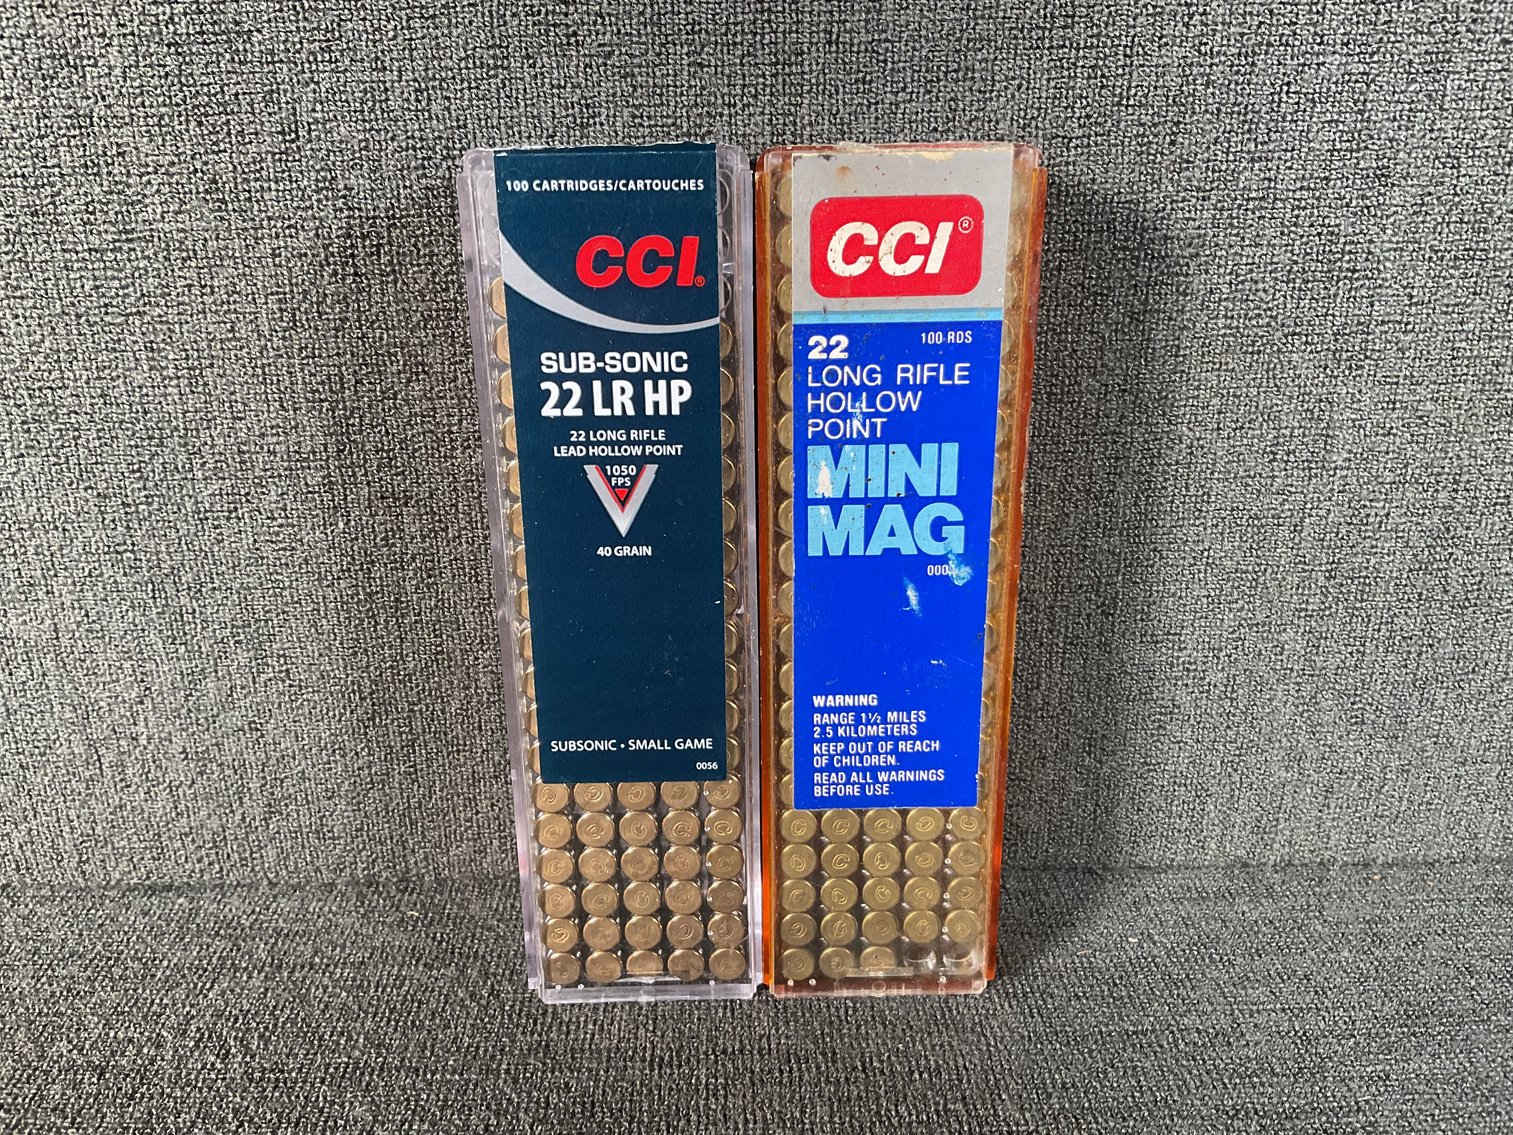 100 CARTRIDGES/CARTOUCHES
CCI®
SUB-SONIC
22 LR HP
22 LONG RIFLE
LEAD HOLLOW POINT
1050
FPS
40 GRAIN
SUBSONIC • SMALL GAME
0056
CCI®
22 100 RDS
LONG RIFLE
HOLLOW
POINT
MINI
MAG
WARNING
RANGE 1½ MILES
2.5 KILOMETERS
KEEP OUT OF REACH
OF CHILDREN.
READ ALL WARNINGS
BEFORE USE.